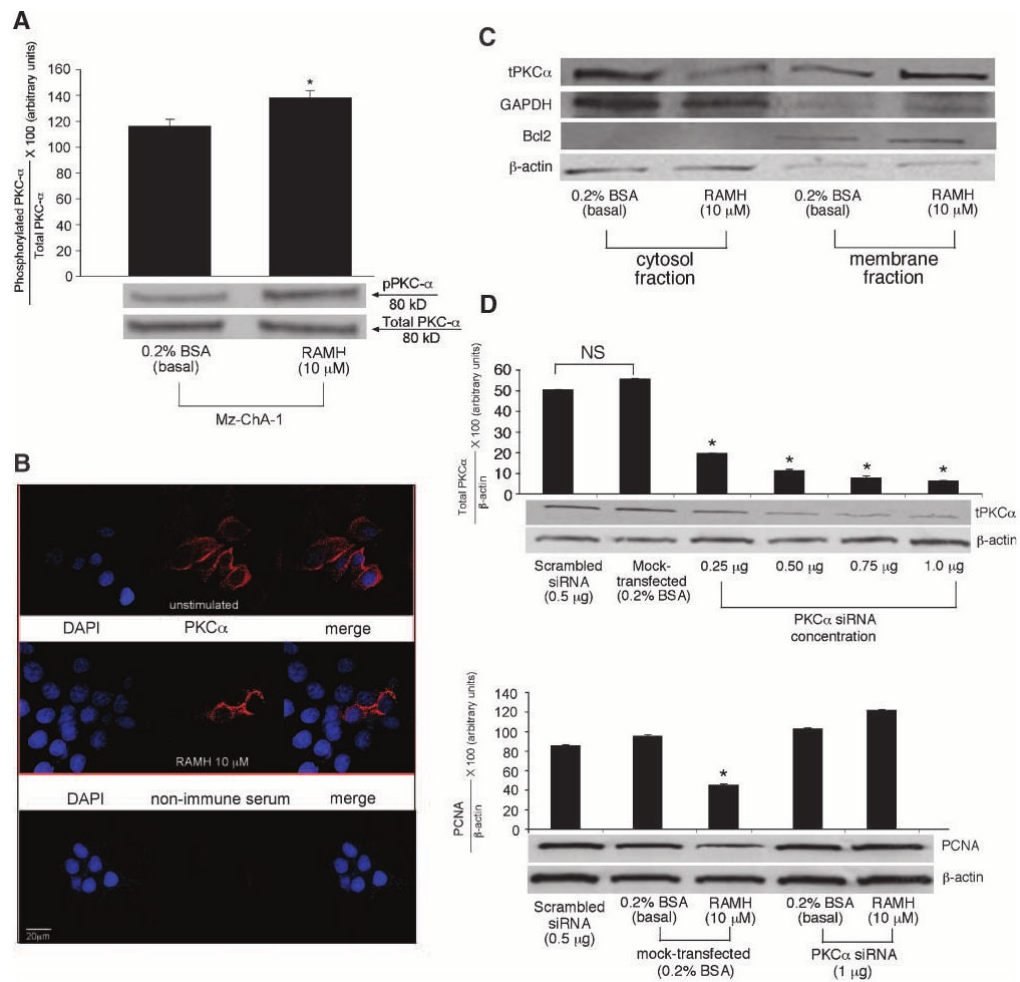 A
Phosphorylated PKC-α
Total PKC-α
X 100 (arbitrary units)
160
140
120
100
80
60
40
20
0
*
pPKC-α
80 kD
Total PKC-α
80 kD
0.2% BSA
(basal)
RAMH
(10 µM)
Mz-ChA-1
B
unstimulated
DAPI PKCα merge
RAMH 10 µM
DAPI non-immune serum merge
20µm
C
tPKCα
GAPDH
Bcl2
β-actin
0.2% BSA
(basal)
RAMH
(10 µM)
0.2% BSA
(basal)
RAMH
(10 µM)
cytosol
fraction
membrane
fraction
D
Total PKCα
β-actin
X 100 (arbitrary units)
60
50
40
30
20
10
0
NS
* * * *
tPKCα
β-actin
Scrambled
siRNA
(0.5 µg)
Mock-
transfected
(0.2% BSA)
0.25 µg 0.50 µg 0.75 µg 1.0 µg
PKCα siRNA
concentration
PCNA
β-actin
X 100 (arbitrary units)
140
120
100
80
60
40
20
0
*
PCNA
β-actin
Scrambled
siRNA
(0.5 µg)
0.2% BSA
(basal)
RAMH
(10 µM)
0.2% BSA
(basal)
RAMH
(10 µM)
mock-transfected
(0.2% BSA)
PKCα siRNA
(1 µg)